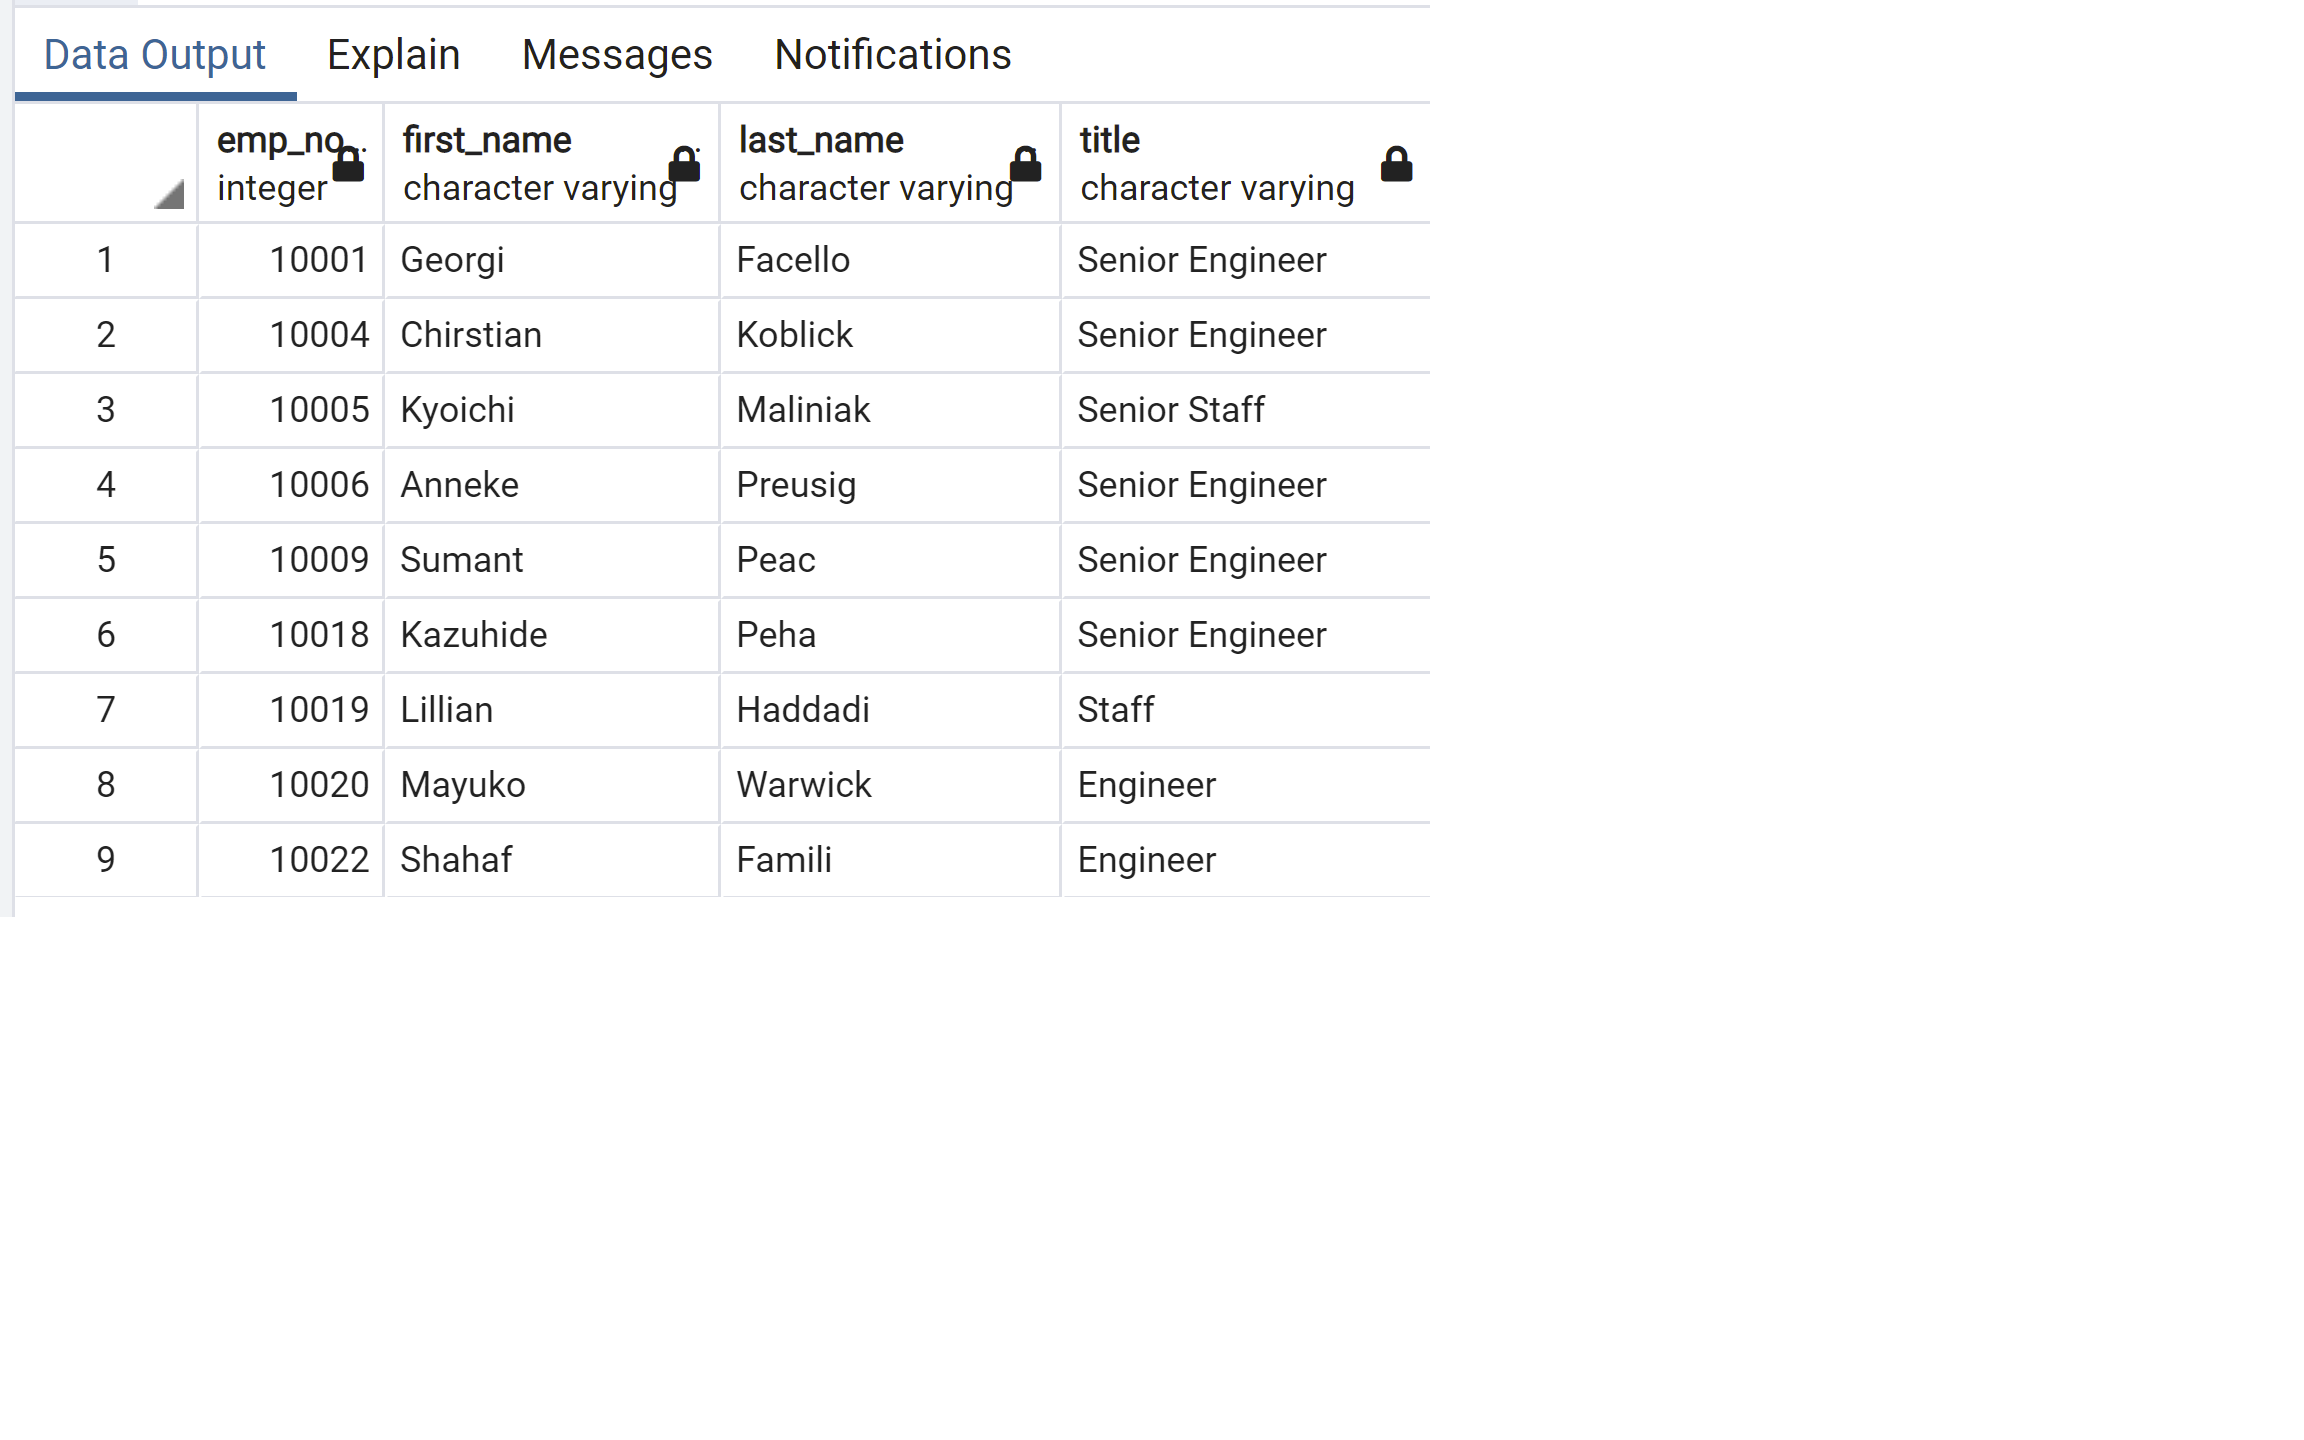 Data Output Explain Messages Notifications
emp_no first_name last_name title
integer character varying character varying character varying
1 10001 Georgi Facello Senior Engineer
2 10004 Chirstian Koblick Senior Engineer
3 10005 Kyoichi Maliniak Senior Staff
4 10006 Anneke Preusig Senior Engineer
5 10009 Sumant Peac Senior Engineer
6 10018 Kazuhide Peha Senior Engineer
7 10019 Lillian Haddadi Staff
8 10020 Mayuko Warwick Engineer
9 10022 Shahaf Famili Engineer